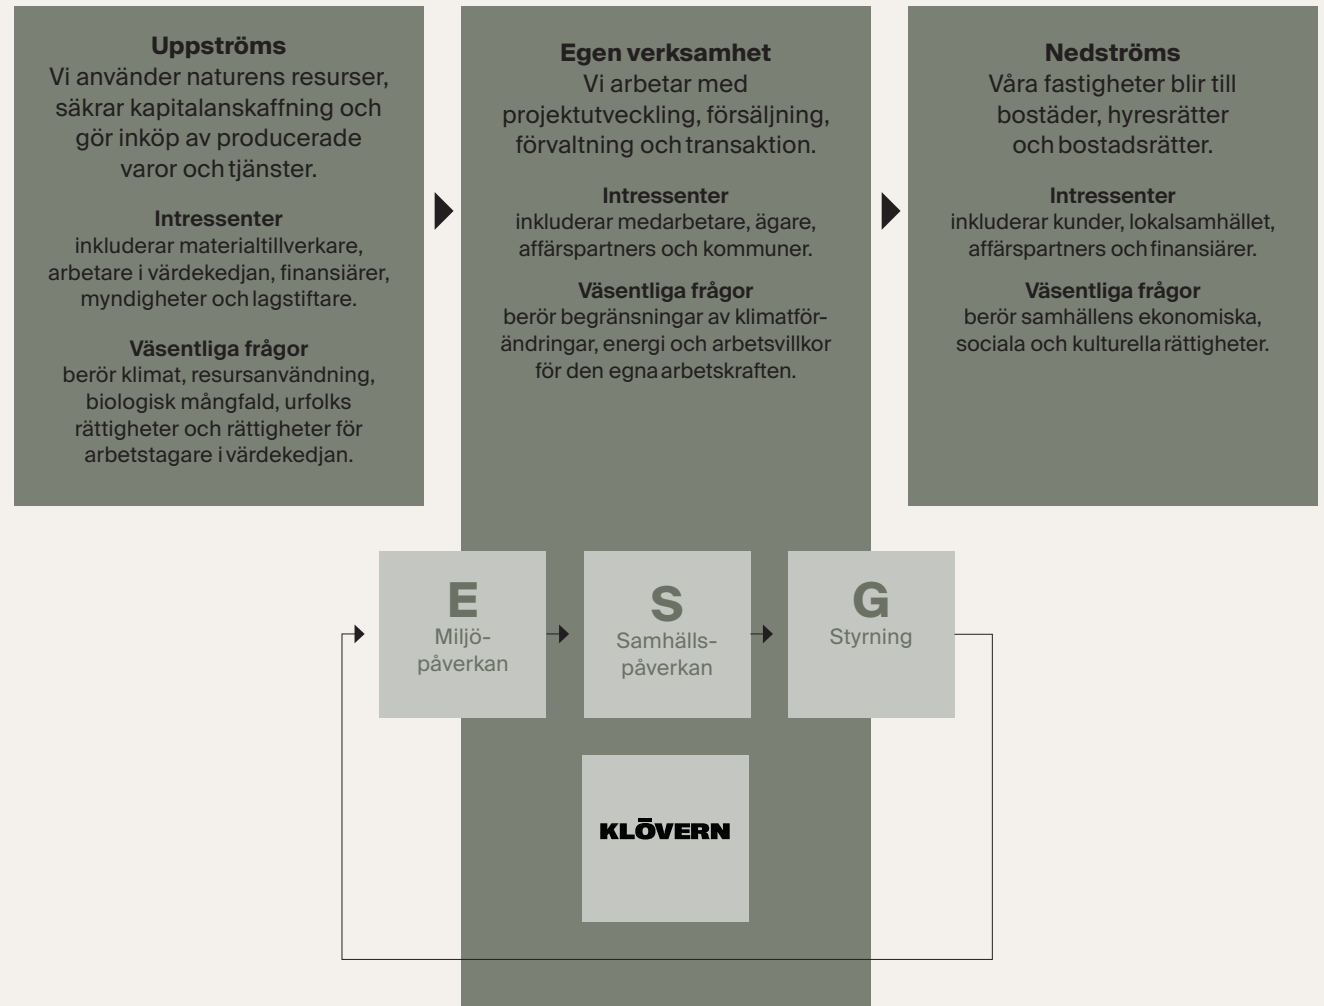 Uppströms
Vi använder naturens resurser,
säkrar kapitalanskaffning och
gör inköp av producerade
varor och tjänster.
Intressenter
inkluderar materialtillverkare,
arbetare i värdekedjan, finansiärer,
myndigheter och lagstiftare.
Väsentliga frågor
berör klimat, resursanvändning,
biologisk mångfald, urfolks
rättigheter och rättigheter för
arbetstagare i värdekedjan.
Egen verksamhet
Vi arbetar med
projektutveckling, försäljning,
förvaltning och transaktion.
Intressenter
inkluderar medarbetare, ägare,
affärspartners och kommuner.
Väsentliga frågor
berör begränsningar av klimatför-
ändringar, energi och arbetsvillkor
för den egna arbetskraften.
Nedströms
Våra fastigheter blir till
bostäder, hyresrätter
och bostadsrätter.
Intressenter
inkluderar kunder, lokalsamhället,
affärspartners och finansiärer.
Väsentliga frågor
berör samhällens ekonomiska,
sociala och kulturella rättigheter.
E
Miljö-
påverkan
S
Samhälls-
påverkan
G
Styrning
KLŌVERN